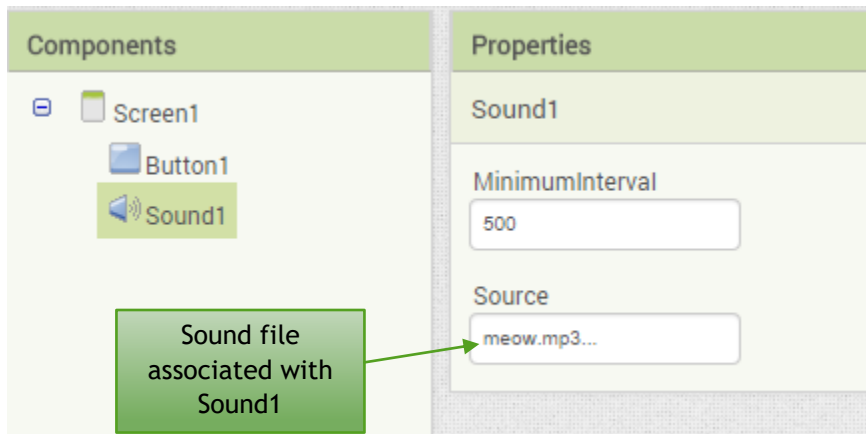 Components
Screen1
Button1
Sound1
Properties
Sound1
MinimumInterval
500
Source
meow.mp3...
Sound file
associated with
Sound1